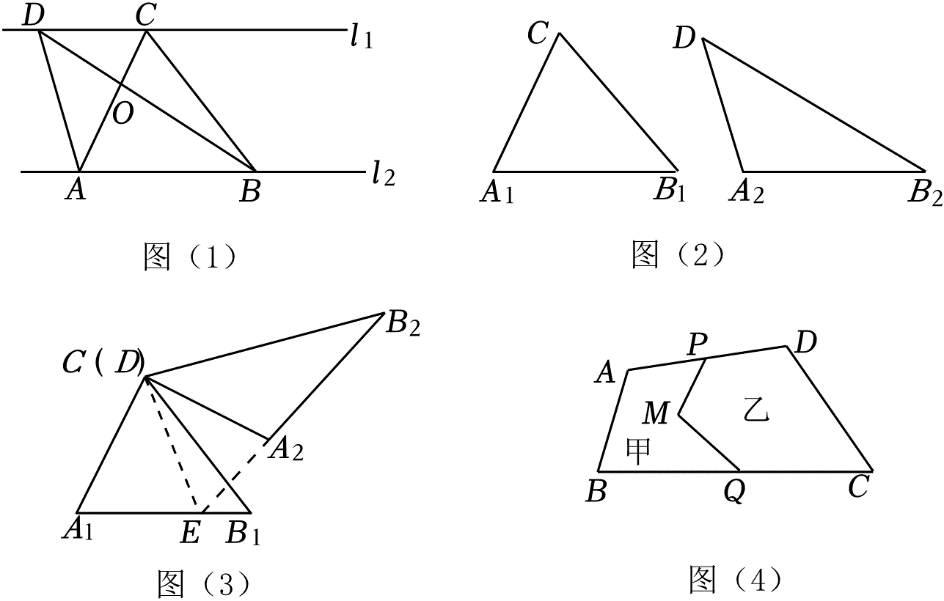 D C l₁
O
A B l₂
图（1）
C D
A₁ B₁ A₂ B₂
图（2）
C（D） B₂
A₂
A₁ E B₁
图（3）
A P D
M 乙
甲
B Q C
图（4）